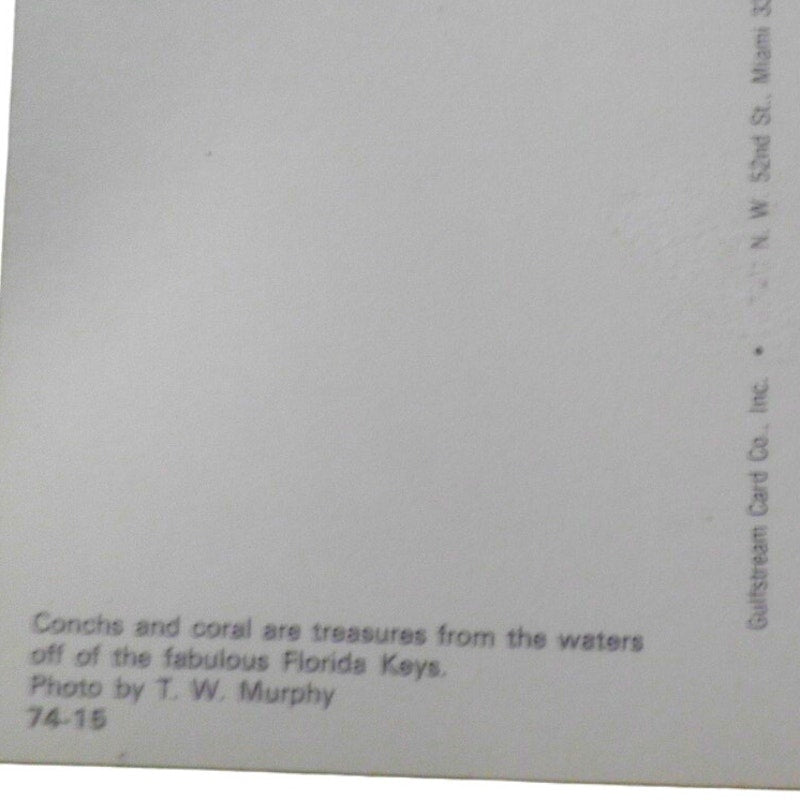 Conchs and coral are treasures from the waters
off of the fabulous Florida Keys.
Photo by T. W. Murphy
74-15
Gulfstream Card Co., Inc. • N. W. 52nd St., Miami